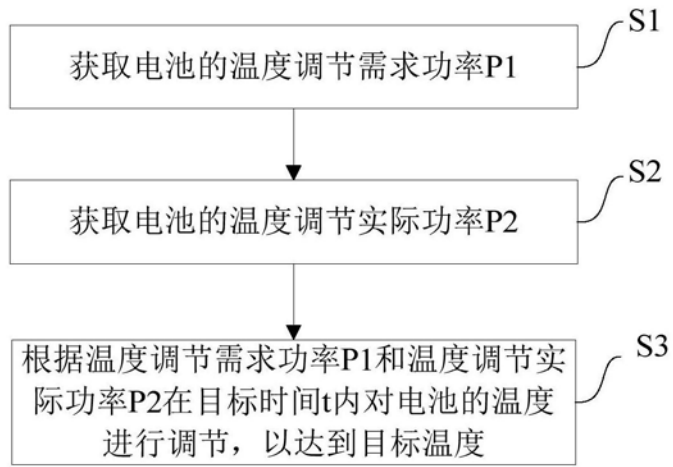 S1
获取电池的温度调节需求功率P1
S2
获取电池的温度调节实际功率P2
S3
根据温度调节需求功率P1和温度调节实
际功率P2在目标时间t内对电池的温度
进行调节，以达到目标温度